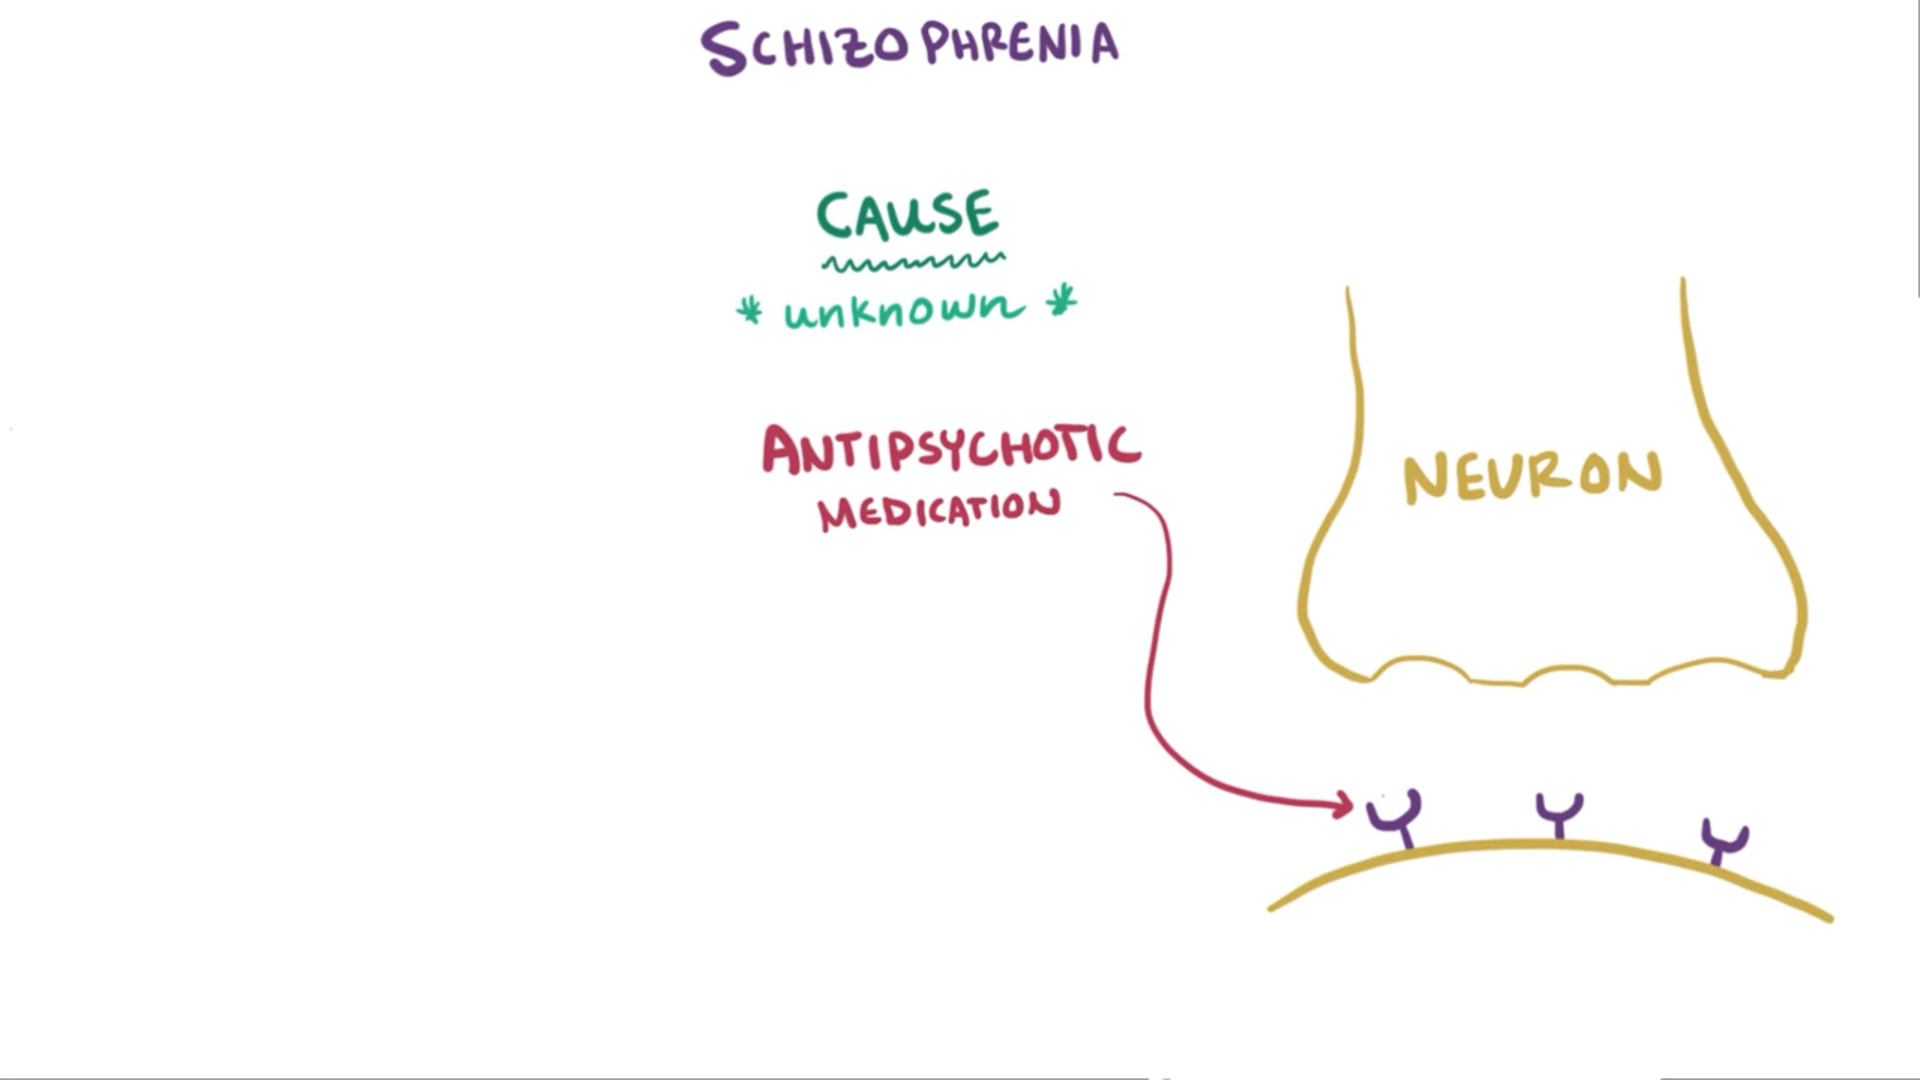 SCHIZOPHRENIA
CAUSE
* unknown *
ANTIPSYCHOTIC
MEDICATION
NEURON